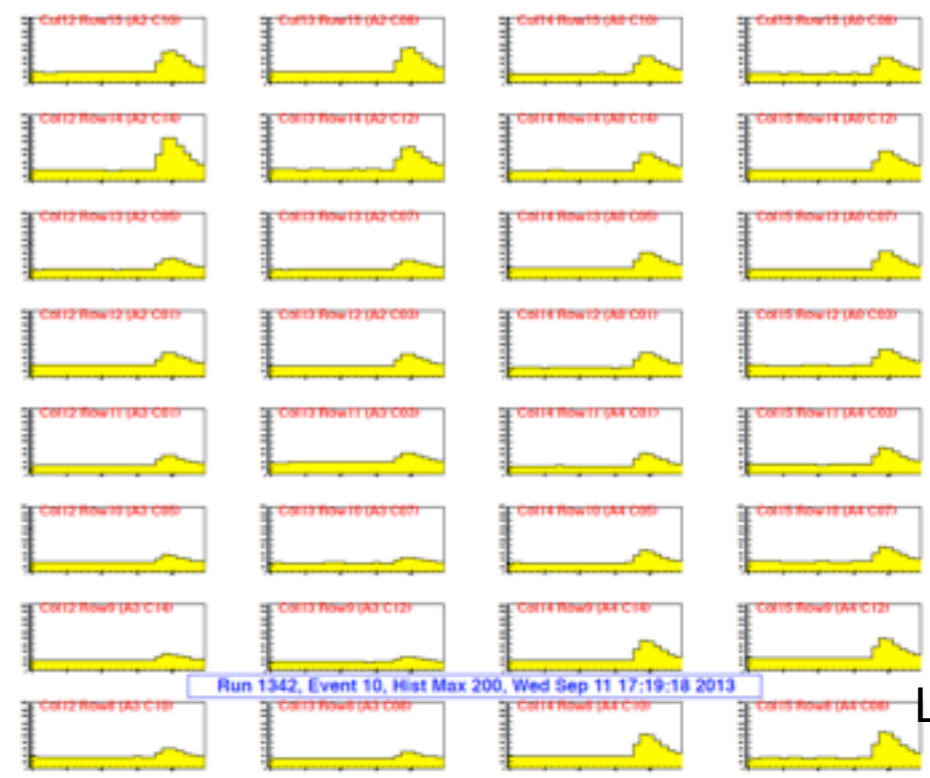 Col12 Row15 (A2 C10) Col13 Row15 (A2 C08) Col14 Row15 (A0 C10) Col15 Row15 (A0 C08)
Col12 Row14 (A2 C14) Col13 Row14 (A2 C12) Col14 Row14 (A0 C14) Col15 Row14 (A0 C12)
Col12 Row13 (A2 C05) Col13 Row13 (A2 C07) Col14 Row13 (A0 C05) Col15 Row13 (A0 C07)
Col12 Row12 (A2 C01) Col13 Row12 (A2 C03) Col14 Row12 (A0 C01) Col15 Row12 (A0 C03)
Col12 Row11 (A3 C01) Col13 Row11 (A3 C03) Col14 Row11 (A4 C01) Col15 Row11 (A4 C03)
Col12 Row10 (A3 C05) Col13 Row10 (A3 C07) Col14 Row10 (A4 C05) Col15 Row10 (A4 C07)
Col12 Row9 (A3 C14) Col13 Row9 (A3 C12) Col14 Row9 (A4 C14) Col15 Row9 (A4 C12)
Run 1342, Event 10, Hist Max 200, Wed Sep 11 17:19:18 2013
Col12 Row8 (A3 C10) Col13 Row8 (A3 C08) Col14 Row8 (A4 C10) Col15 Row8 (A4 C08)
L